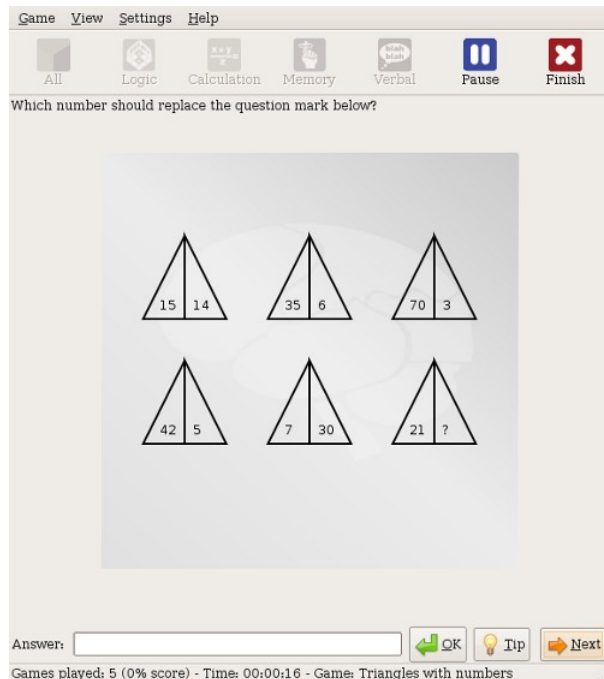 Game View Settings Help
blah
blah
x+y
z
=
All Logic Calculation Memory Verbal Pause Finish
Which number should replace the question mark below?
15 14 35 6 70 3
42 5 7 30 21 ?
Answer: OK Tip Next
Games played: 5 (0% score) - Time: 00:00:16 - Game: Triangles with numbers